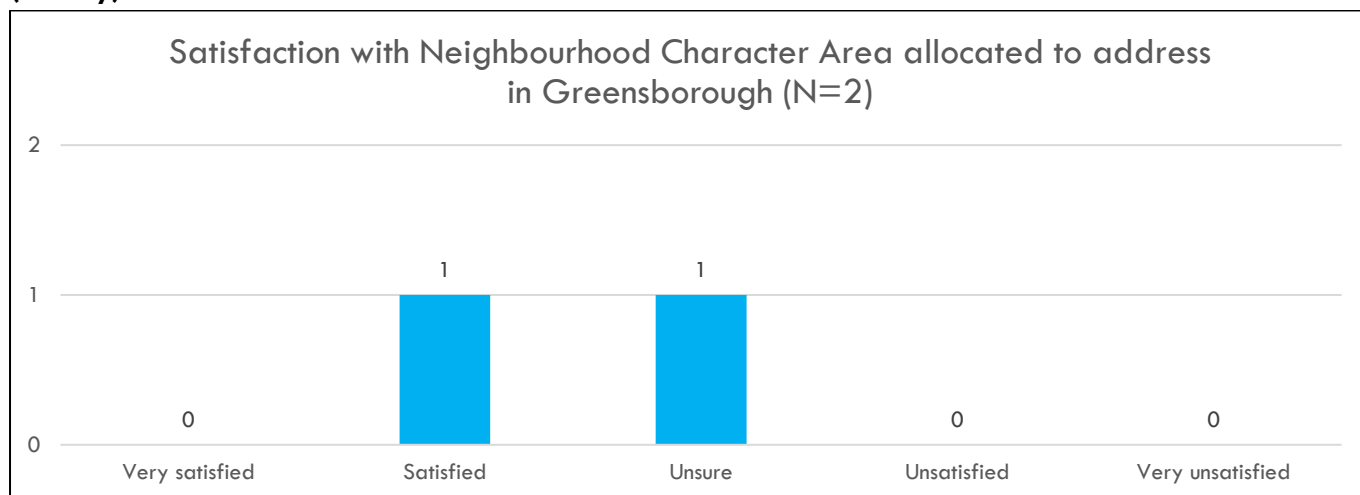 Satisfaction with Neighbourhood Character Area allocated to address
in Greensborough (N=2)
2
1
0
0
1
1
0
0
Very satisfied
Satisfied
Unsure
Unsatisfied
Very unsatisfied